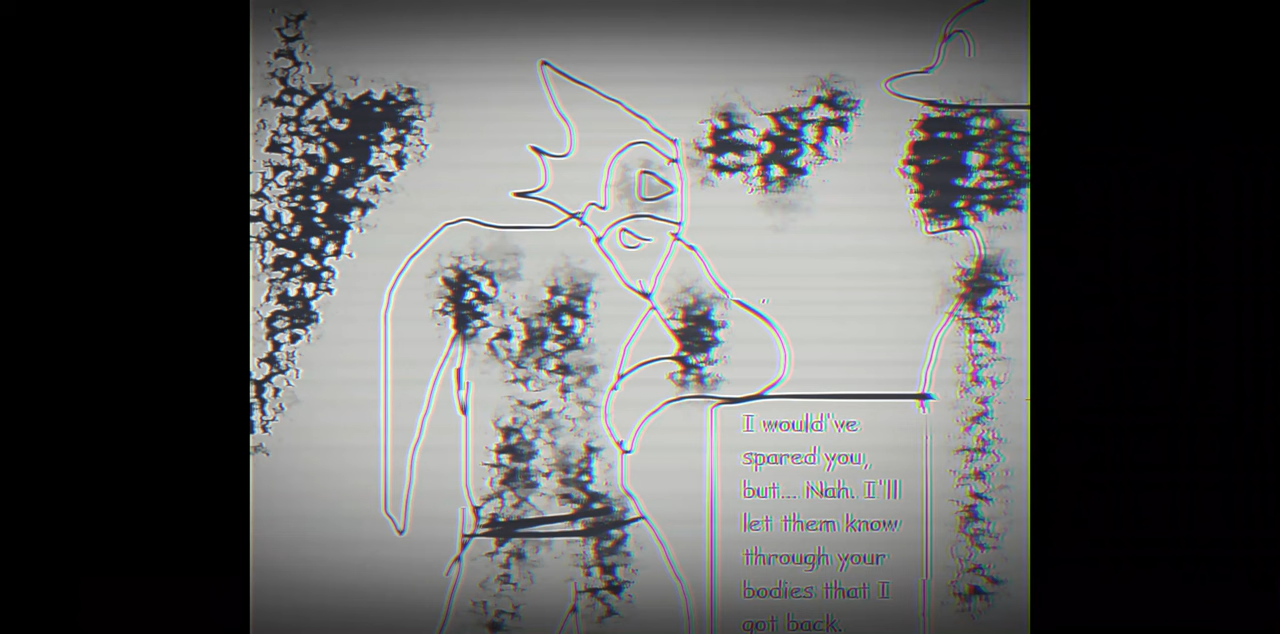 I would've
spared you,
but... Nah. I'll
let them know
through your
bodies that I
got back.